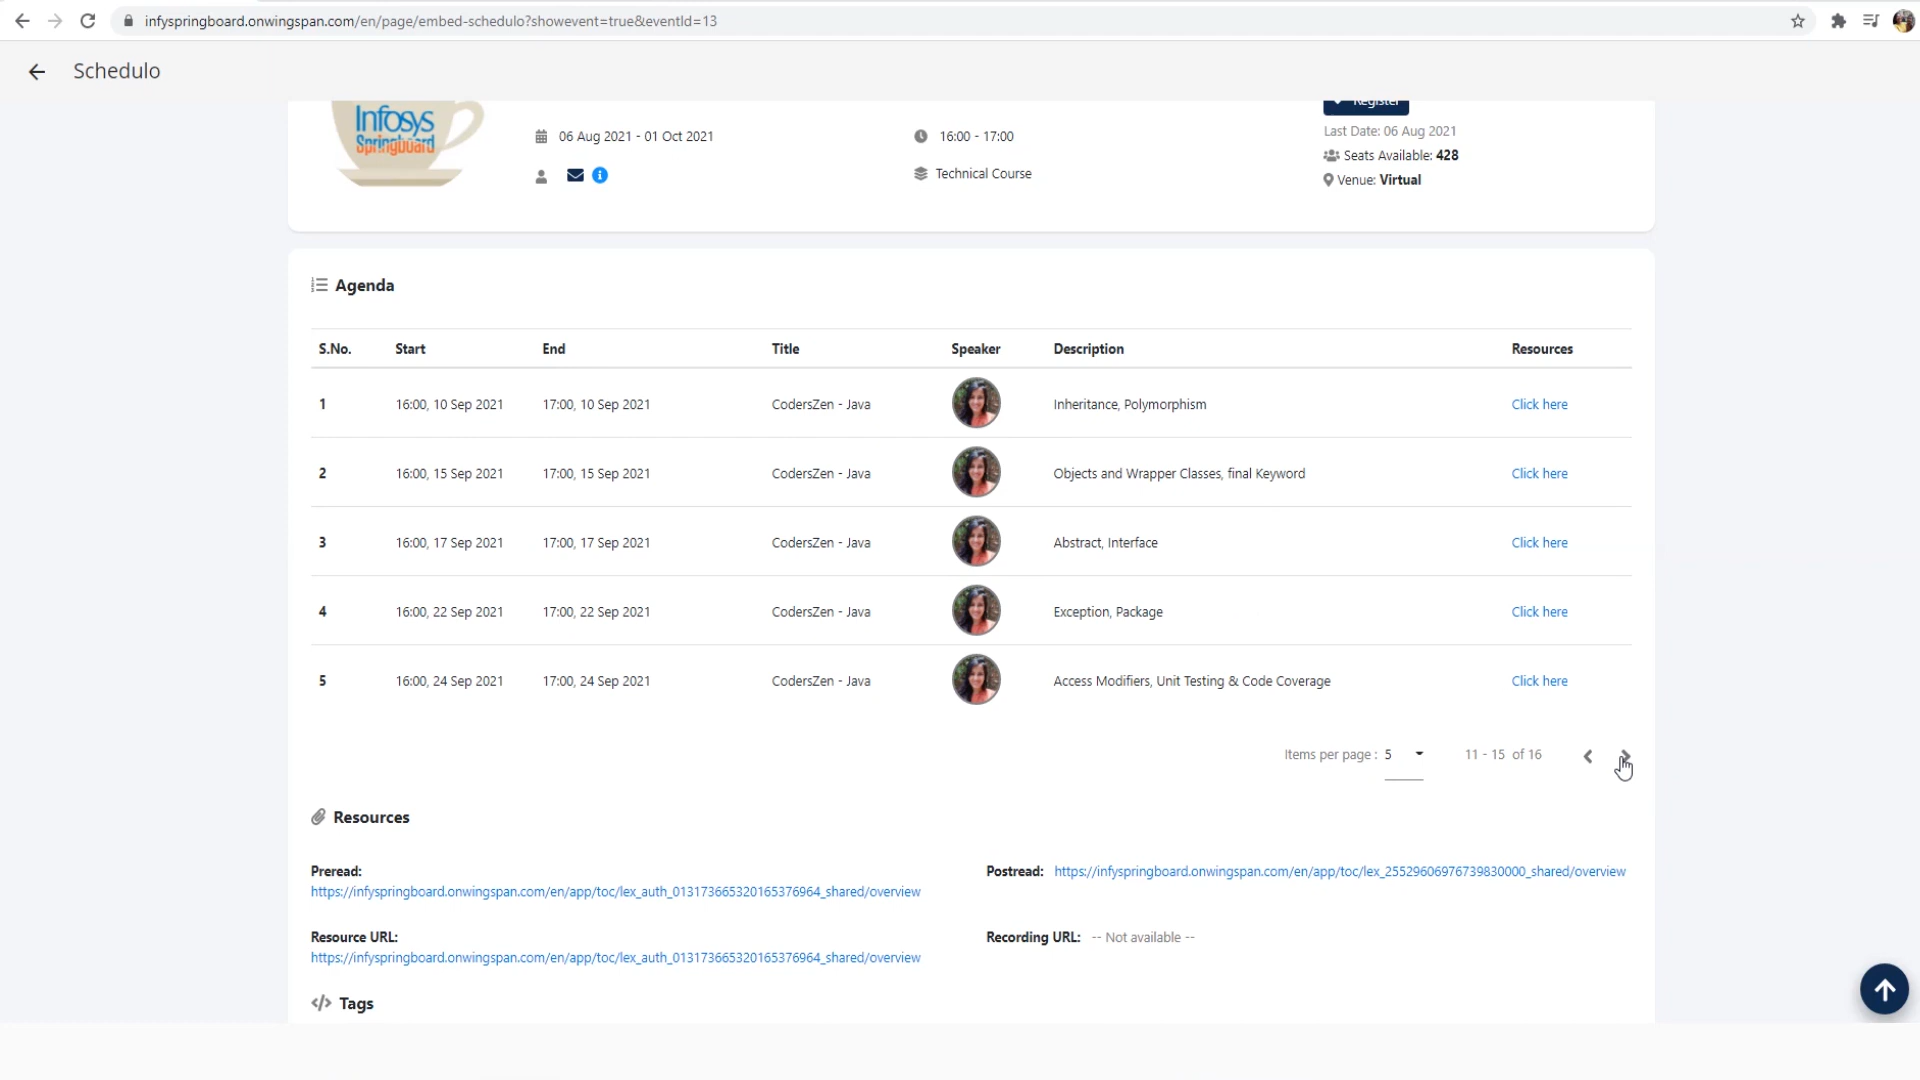 infyspringboard.onwingspan.com/en/page/embed-schedulo?showevent=true&eventId=13
Schedulo
Infosys
Springboard
06 Aug 2021 - 01 Oct 2021
16:00 - 17:00
Technical Course
Register
Last Date: 06 Aug 2021
Seats Available: 428
Venue: Virtual
Agenda
S.No. Start End Title Speaker Description Resources
1 16:00, 10 Sep 2021 17:00, 10 Sep 2021 CodersZen - Java Inheritance, Polymorphism Click here
2 16:00, 15 Sep 2021 17:00, 15 Sep 2021 CodersZen - Java Objects and Wrapper Classes, final Keyword Click here
3 16:00, 17 Sep 2021 17:00, 17 Sep 2021 CodersZen - Java Abstract, Interface Click here
4 16:00, 22 Sep 2021 17:00, 22 Sep 2021 CodersZen - Java Exception, Package Click here
5 16:00, 24 Sep 2021 17:00, 24 Sep 2021 CodersZen - Java Access Modifiers, Unit Testing & Code Coverage Click here
Items per page : 5 11 - 15 of 16
Resources
Preread:
https://infyspringboard.onwingspan.com/en/app/toc/lex_auth_013173665320165376964_shared/overview
Postread: https://infyspringboard.onwingspan.com/en/app/toc/lex_25529606976739830000_shared/overview
Resource URL:
https://infyspringboard.onwingspan.com/en/app/toc/lex_auth_013173665320165376964_shared/overview
Recording URL: -- Not available --
Tags